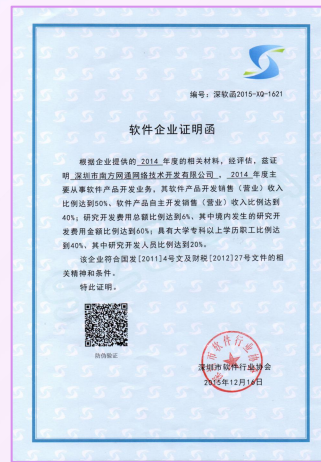 编号：深软函2015-XQ-1621
软件企业证明函
根据企业提供的 2014 年度的相关材料，经评估，兹证
明 深圳市南方网通网络技术开发有限公司 ，2014 年度主
要从事软件产品开发业务，其软件产品开发销售（营业）收入
比例达到50%、软件产品自主开发销售（营业）收入比例达到
40%；研究开发费用总额比例达到6%、其中境内发生的研究开
发费用金额比例达到60%；具有大学专科以上学历职工比例达
到40%、其中研究开发人员比例达到20%。
该企业符合国发[2011]4号文及财税[2012]27号文件的相
关精神和条件。
特此证明。
防伪验证
深圳市软件行业协会
2015年12月16日